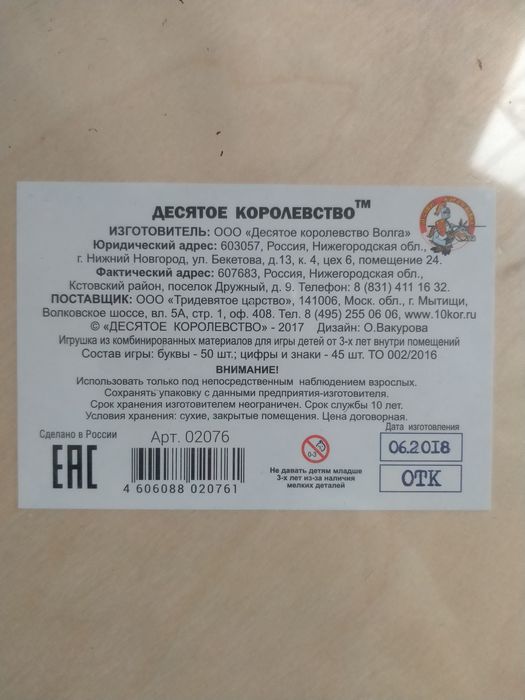 ДЕСЯТОЕ КОРОЛЕВСТВО™
ИЗГОТОВИТЕЛЬ: ООО «Десятое королевство Волга»
Юридический адрес: 603057, Россия, Нижегородская обл.,
г. Нижний Новгород, ул. Бекетова, д.13, к. 4, цех 6, помещение 24.
Фактический адрес: 607683, Россия, Нижегородская обл.,
Кстовский район, поселок Дружный, д. 9. Телефон: 8 (831) 411 16 32.
ПОСТАВЩИК: ООО «Тридевятое царство», 141006, Моск. обл., г. Мытищи,
Волковское шоссе, вл. 5А, стр. 1, оф. 408. Тел. 8 (495) 255 06 06, www.10kor.ru
© «ДЕСЯТОЕ КОРОЛЕВСТВО» - 2017 Дизайн: О.Вакурова
Игрушка из комбинированных материалов для игры детей от 3-х лет внутри помещений
Состав игры: буквы - 50 шт.; цифры и знаки - 45 шт. ТО 002/2016
ВНИМАНИЕ!
Использовать только под непосредственным наблюдением взрослых.
Сохранять упаковку с данными предприятия-изготовителя.
Срок хранения изготовителем неограничен. Срок службы 10 лет.
Условия хранения: сухие, закрытые помещения. Цена договорная.
Сделано в России
Арт. 02076
Дата изготовления
06.2018
ЕАС
0-3
ОТК
Не давать детям младше
3-х лет из-за наличия
мелких деталей
4 606088 020761